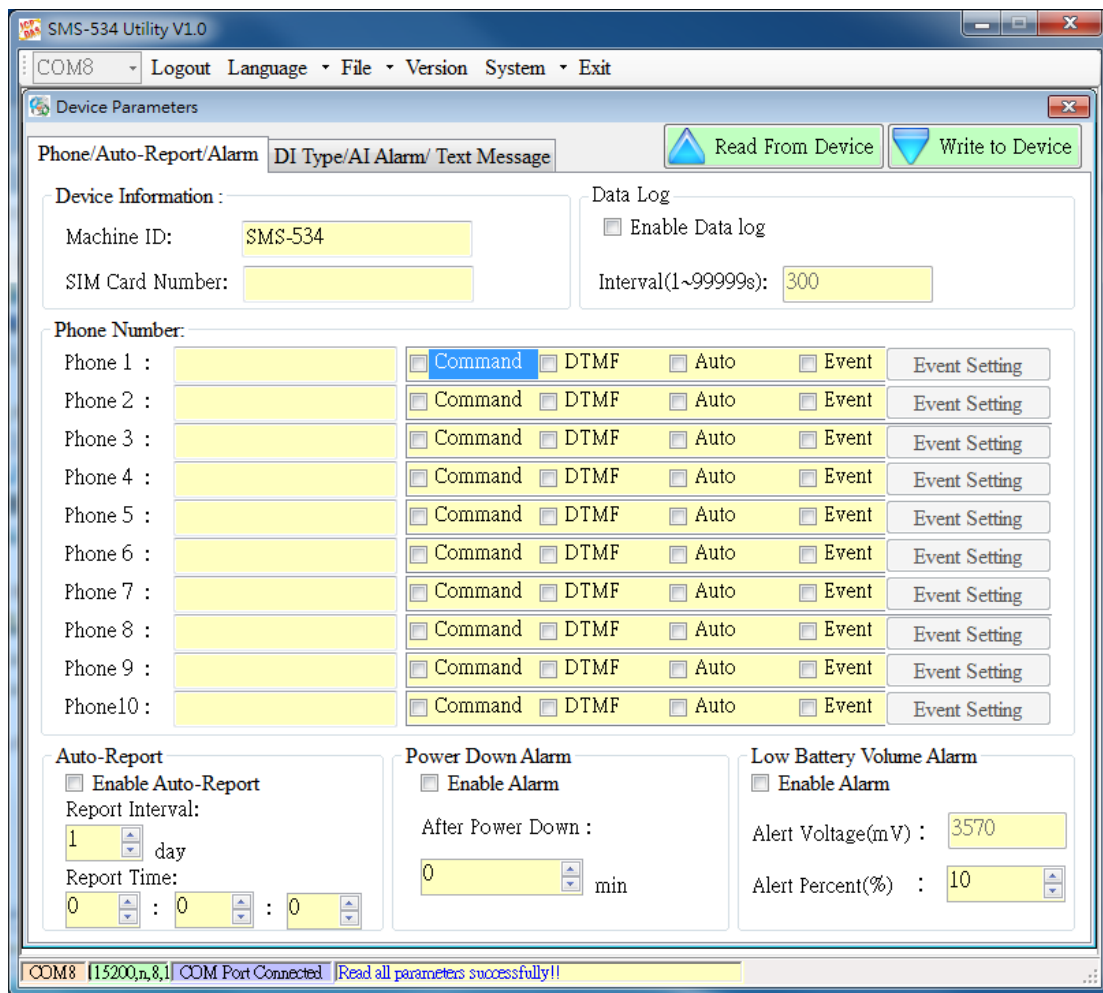 SMS-534 Utility V1.0
COM8 Logout Language File Version System Exit
Device Parameters
Phone/Auto-Report/Alarm DI Type/AI Alarm/ Text Message Read From Device Write to Device
Device Information :
Machine ID: SMS-534
SIM Card Number:
Data Log
Enable Data log
Interval(1~99999s): 300
Phone Number:
Phone 1 : Command DTMF Auto Event Event Setting
Phone 2 : Command DTMF Auto Event Event Setting
Phone 3 : Command DTMF Auto Event Event Setting
Phone 4 : Command DTMF Auto Event Event Setting
Phone 5 : Command DTMF Auto Event Event Setting
Phone 6 : Command DTMF Auto Event Event Setting
Phone 7 : Command DTMF Auto Event Event Setting
Phone 8 : Command DTMF Auto Event Event Setting
Phone 9 : Command DTMF Auto Event Event Setting
Phone10 : Command DTMF Auto Event Event Setting
Auto-Report
Enable Auto-Report
Report Interval:
1 day
Report Time:
0 : 0 : 0
Power Down Alarm
Enable Alarm
After Power Down :
0 min
Low Battery Volume Alarm
Enable Alarm
Alert Voltage(mV) : 3570
Alert Percent(%) : 10
COM8 15200,n,8,1 COM Port Connected Read all parameters successfully!!